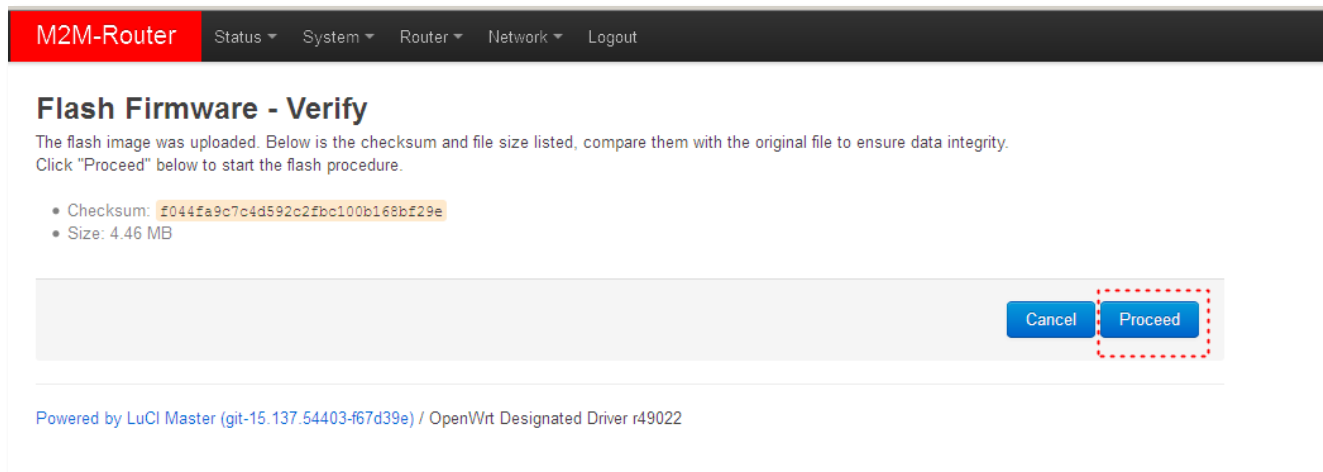 M2M-Router Status System Router Network Logout
Flash Firmware - Verify
The flash image was uploaded. Below is the checksum and file size listed, compare them with the original file to ensure data integrity.
Click "Proceed" below to start the flash procedure.
Checksum: f044fa9c7c4d592c2fbc100b168bf29e
Size: 4.46 MB
Cancel Proceed
Powered by LuCI Master (git-15.137.54403-f67d39e) / OpenWrt Designated Driver r49022